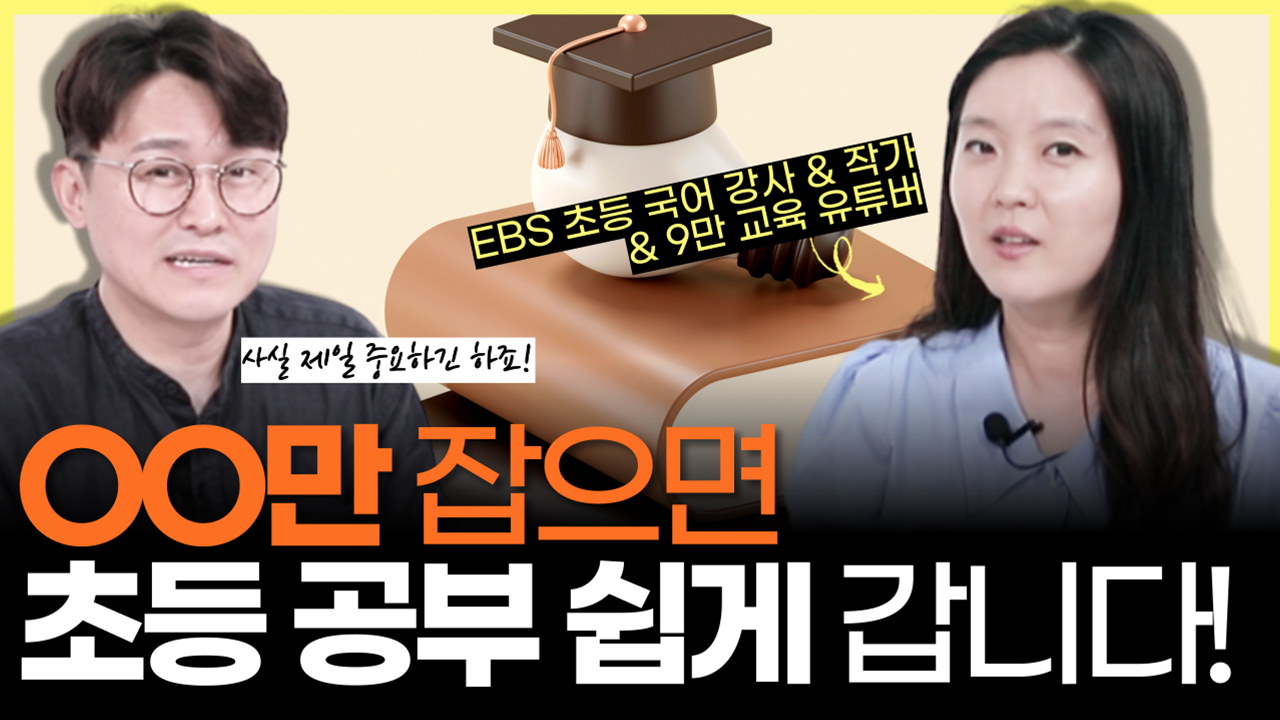 EBS 초등 국어 강사 & 작가
& 9만 교육 유튜버
사실 제일 중요하긴 하죠!
OO만 잡으면
초등 공부 쉽게 갑니다!